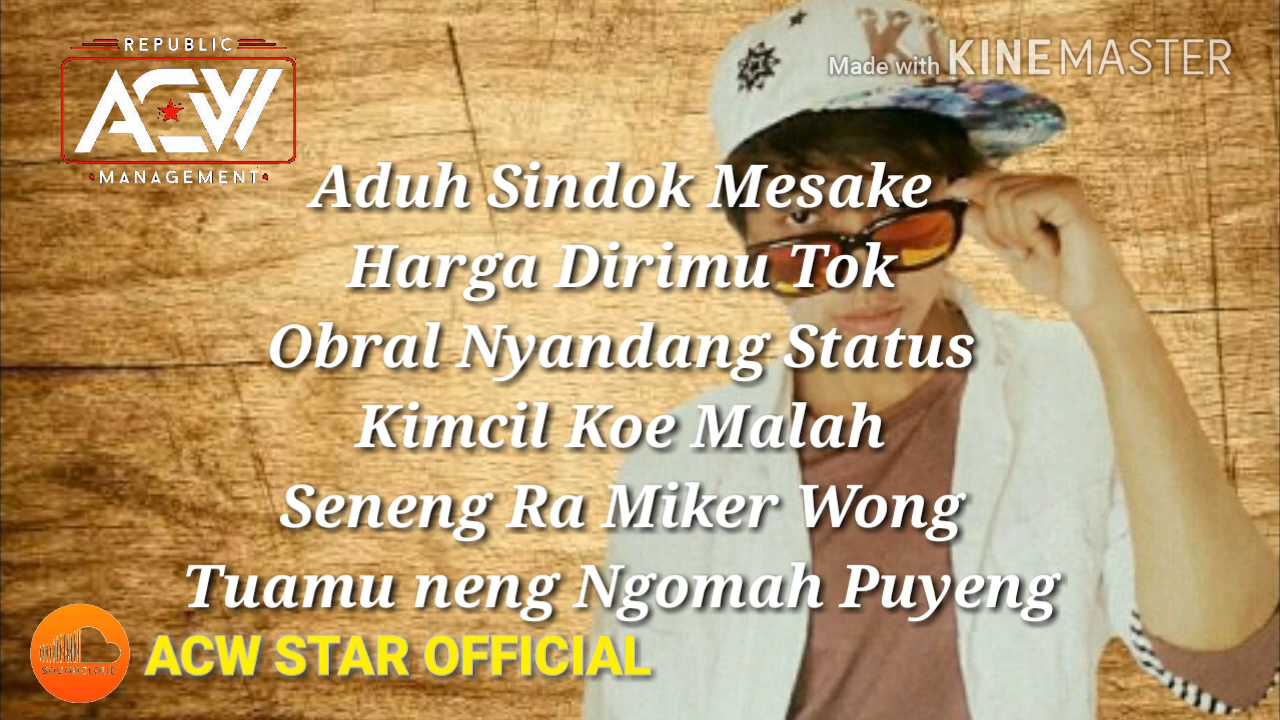 REPUBLIC
ACW
MANAGEMENT
Made with KINEMASTER
Aduh Sindok Mesake
Harga Dirimu Tok
Obral Nyandang Status
Kimcil Koe Malah
Seneng Ra Miker Wong
Tuamu neng Ngomah Puyeng
SOUNDCLOUD
ACW STAR OFFICIAL